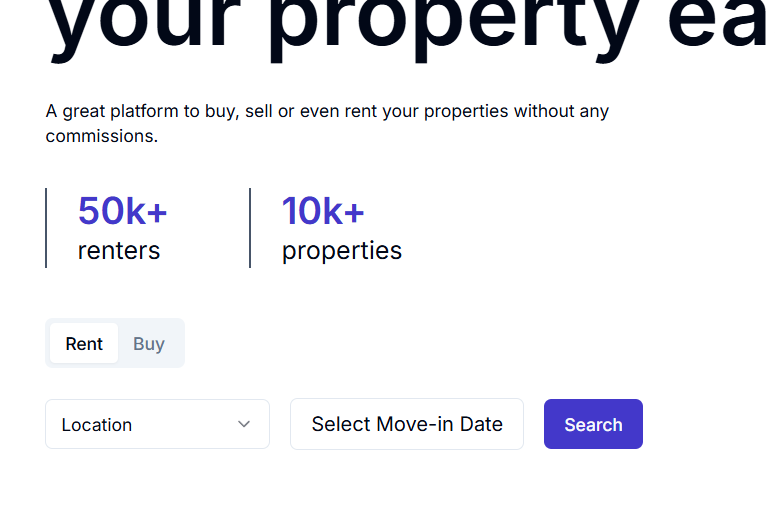 your property ea
A great platform to buy, sell or even rent your properties without any
commissions.
50k+
renters
10k+
properties
Rent Buy
Location
Select Move-in Date
Search